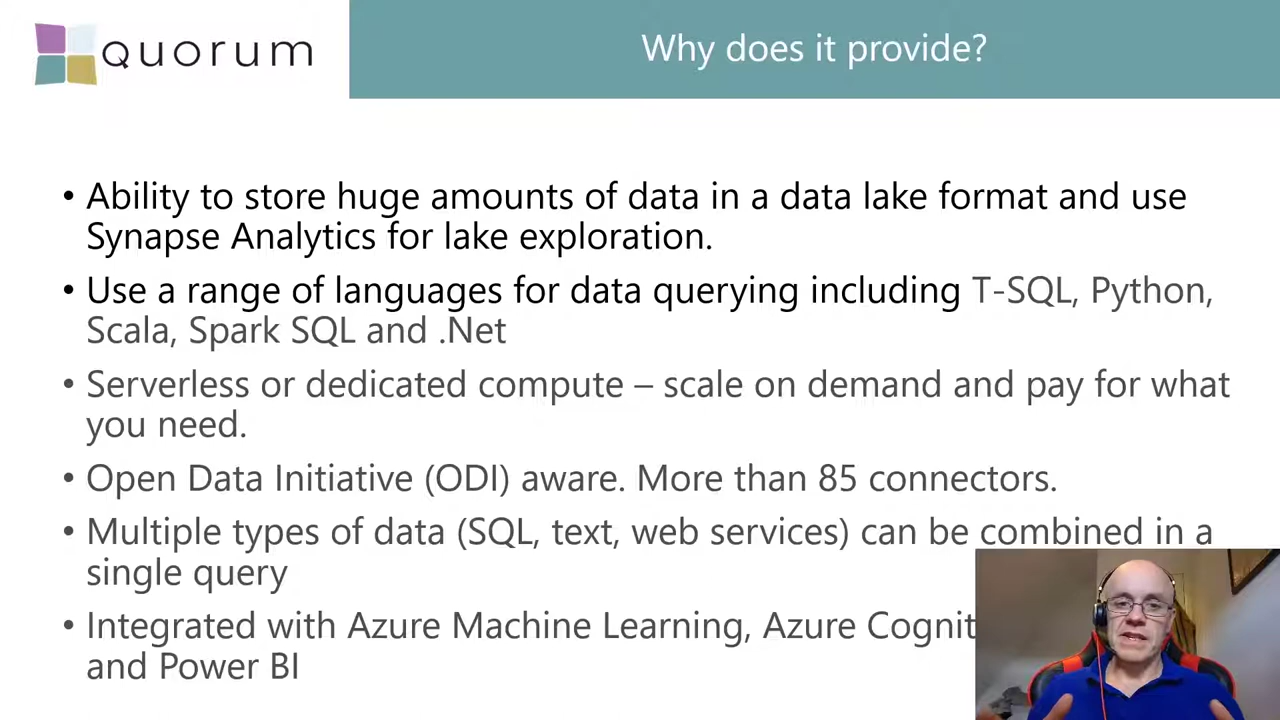 quorum
Why does it provide?
• Ability to store huge amounts of data in a data lake format and use
Synapse Analytics for lake exploration.
• Use a range of languages for data querying including T-SQL, Python,
Scala, Spark SQL and .Net
• Serverless or dedicated compute – scale on demand and pay for what
you need.
• Open Data Initiative (ODI) aware. More than 85 connectors.
• Multiple types of data (SQL, text, web services) can be combined in a
single query
• Integrated with Azure Machine Learning, Azure Cognit
and Power BI